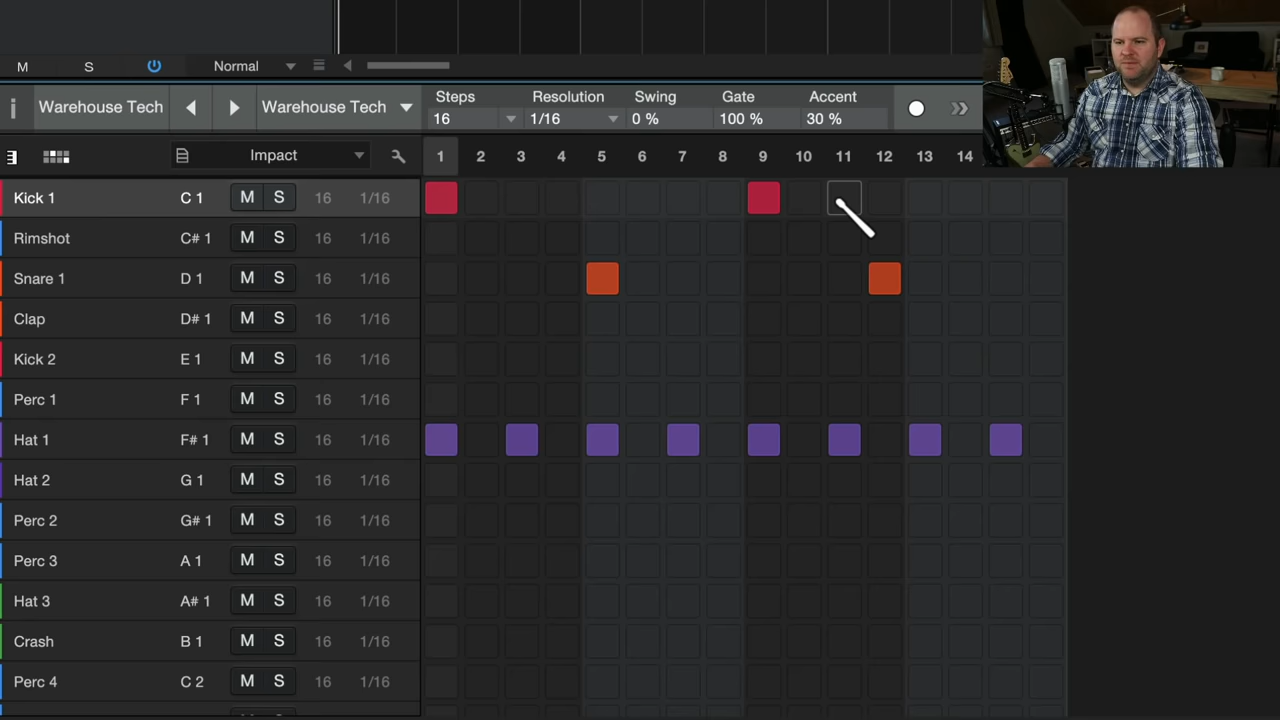 M S Normal
Steps Resolution Swing Gate Accent
Warehouse Tech Warehouse Tech
16 1/16 0 % 100 % 30 %
Impact 1 2 3 4 5 6 7 8 9 10 11 12 13 14
Kick 1 C 1 M S 16 1/16
Rimshot C# 1 M S 16 1/16
Snare 1 D 1 M S 16 1/16
Clap D# 1 M S 16 1/16
Kick 2 E 1 M S 16 1/16
Perc 1 F 1 M S 16 1/16
Hat 1 F# 1 M S 16 1/16
Hat 2 G 1 M S 16 1/16
Perc 2 G# 1 M S 16 1/16
Perc 3 A 1 M S 16 1/16
Hat 3 A# 1 M S 16 1/16
Crash B 1 M S 16 1/16
Perc 4 C 2 M S 16 1/16